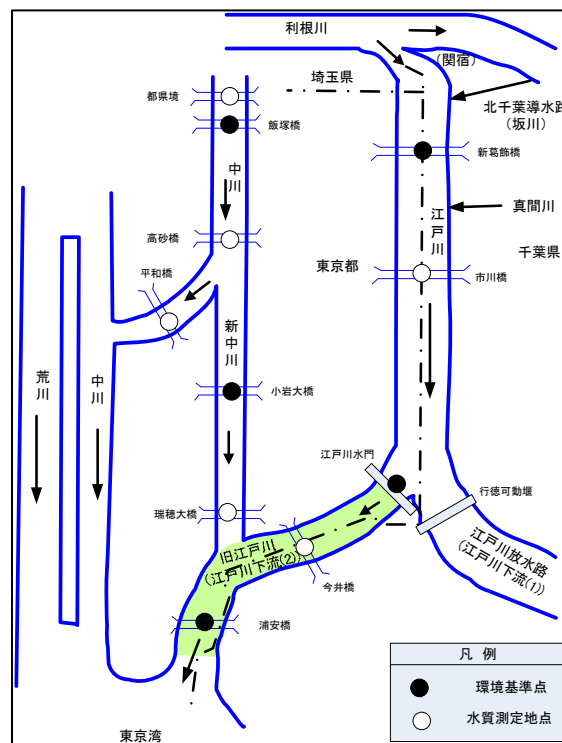 利根川
(関宿)
埼玉県
都県境
飯塚橋
北千葉導水路
(坂川)
新葛飾橋
中川
江戸川
真間川
高砂橋
東京都
千葉県
平和橋
市川橋
新中川
荒川
中川
小岩大橋
江戸川水門
行徳可動堰
瑞穂大橋
旧江戸川
(江戸川下流(2))
江戸川放水路
(江戸川下流(1))
今井橋
浦安橋
凡 例
環境基準点
水質測定地点
東京湾